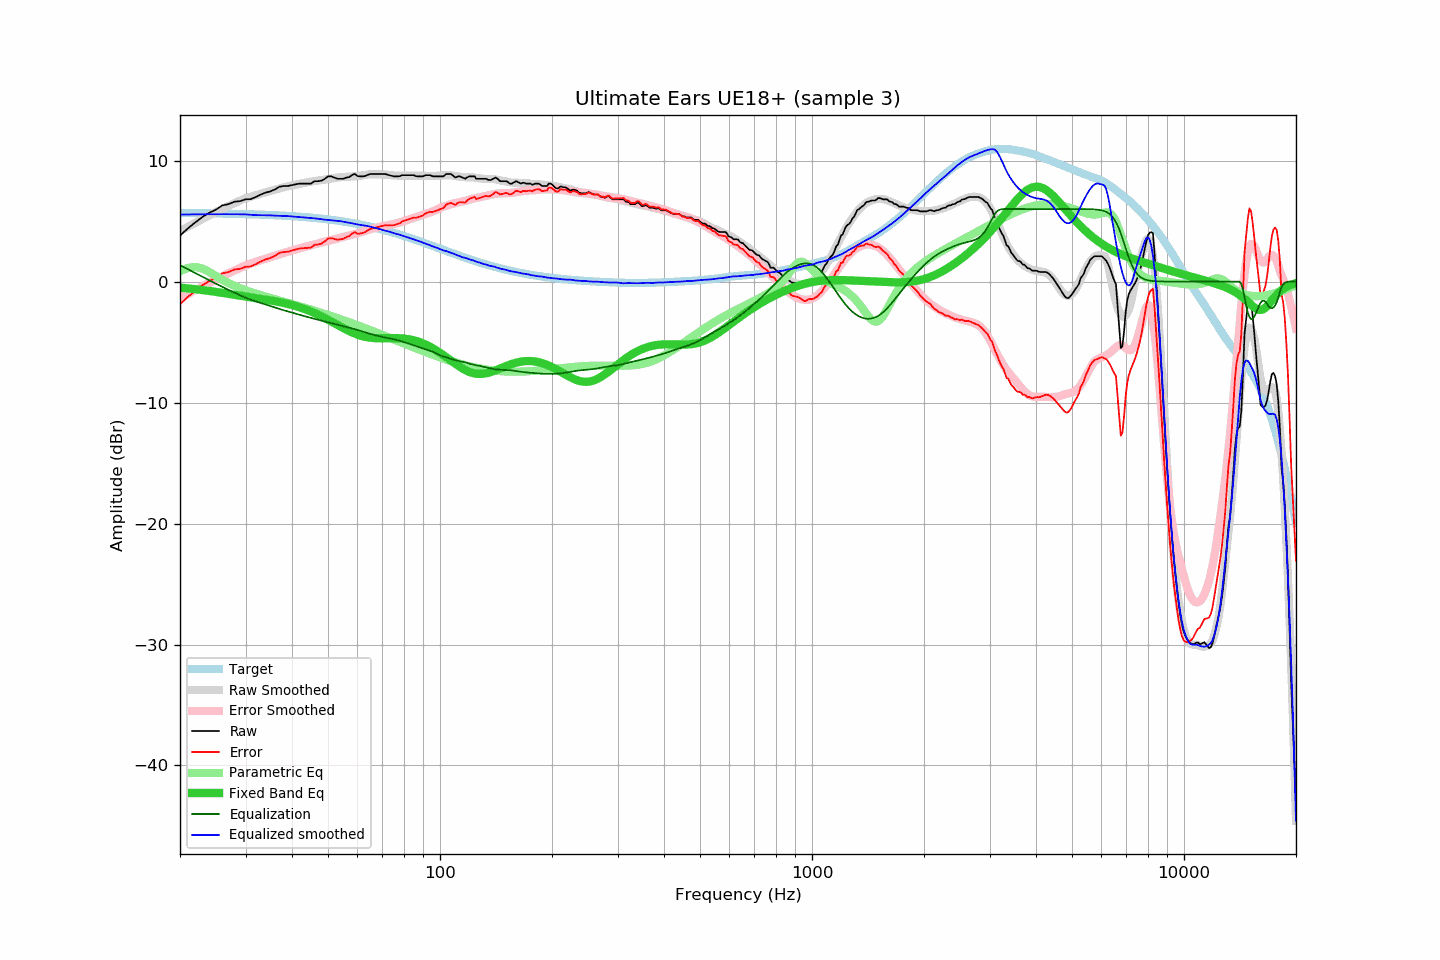 Ultimate Ears UE18+ (sample 3)
10
0
−10
−20
−30
−40
Amplitude (dBr)
Target
Raw Smoothed
Error Smoothed
Raw
Error
Parametric Eq
Fixed Band Eq
Equalization
Equalized smoothed
100
1000
10000
Frequency (Hz)